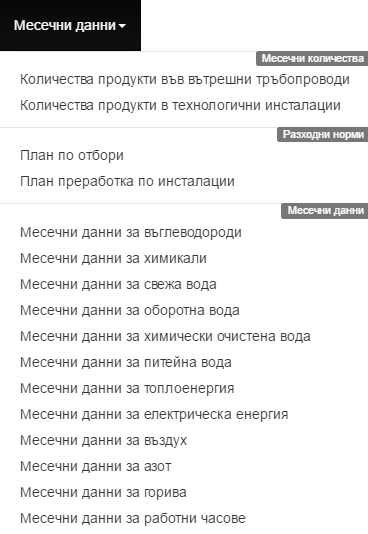 Месечни данни
Месечни количества
Количества продукти във вътрешни тръбопроводи
Количества продукти в технологични инсталации
Разходни норми
План по отбори
План преработка по инсталации
Месечни данни
Месечни данни за въглеводороди
Месечни данни за химикали
Месечни данни за свежа вода
Месечни данни за оборотна вода
Месечни данни за химически очистена вода
Месечни данни за питейна вода
Месечни данни за топлоенергия
Месечни данни за електрическа енергия
Месечни данни за въздух
Месечни данни за азот
Месечни данни за горива
Месечни данни за работни часове